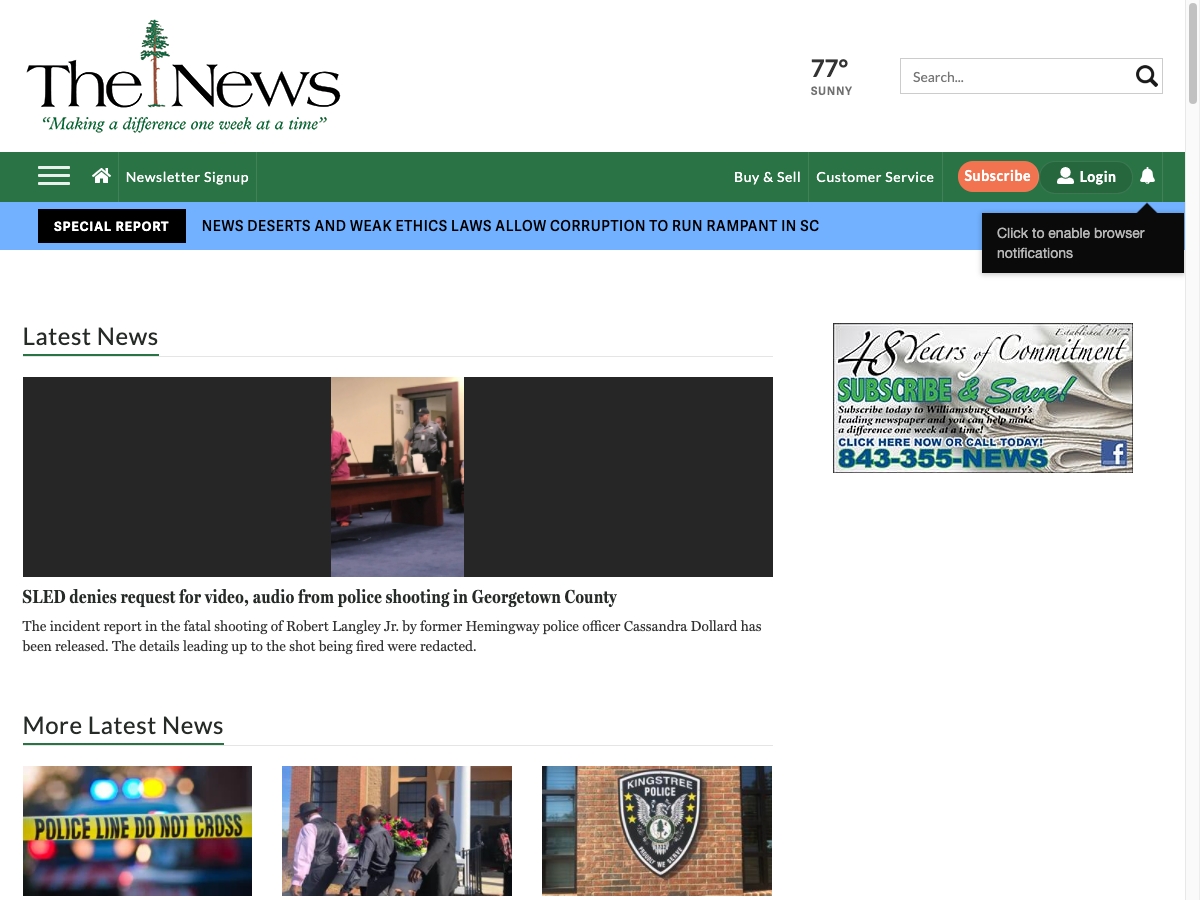 The News
“Making a difference one week at a time”
77°
SUNNY
Search...
Newsletter Signup
Buy & Sell
Customer Service
Subscribe
Login
SPECIAL REPORT
NEWS DESERTS AND WEAK ETHICS LAWS ALLOW CORRUPTION TO RUN RAMPANT IN SC
Click to enable browser
notifications
Latest News
SLED denies request for video, audio from police shooting in Georgetown County
The incident report in the fatal shooting of Robert Langley Jr. by former Hemingway police officer Cassandra Dollard has
been released. The details leading up to the shot being fired were redacted.
Established 1972
48 Years of Commitment
SUBSCRIBE & Save!
Subscribe today to Williamsburg County's
leading newspaper and you can help make
a difference one week at a time!
CLICK HERE NOW OR CALL TODAY!
843-355-NEWS
More Latest News
POLICE LINE DO NOT CROSS
KINGSTREE
POLICE
PROUDLY WE SERVE